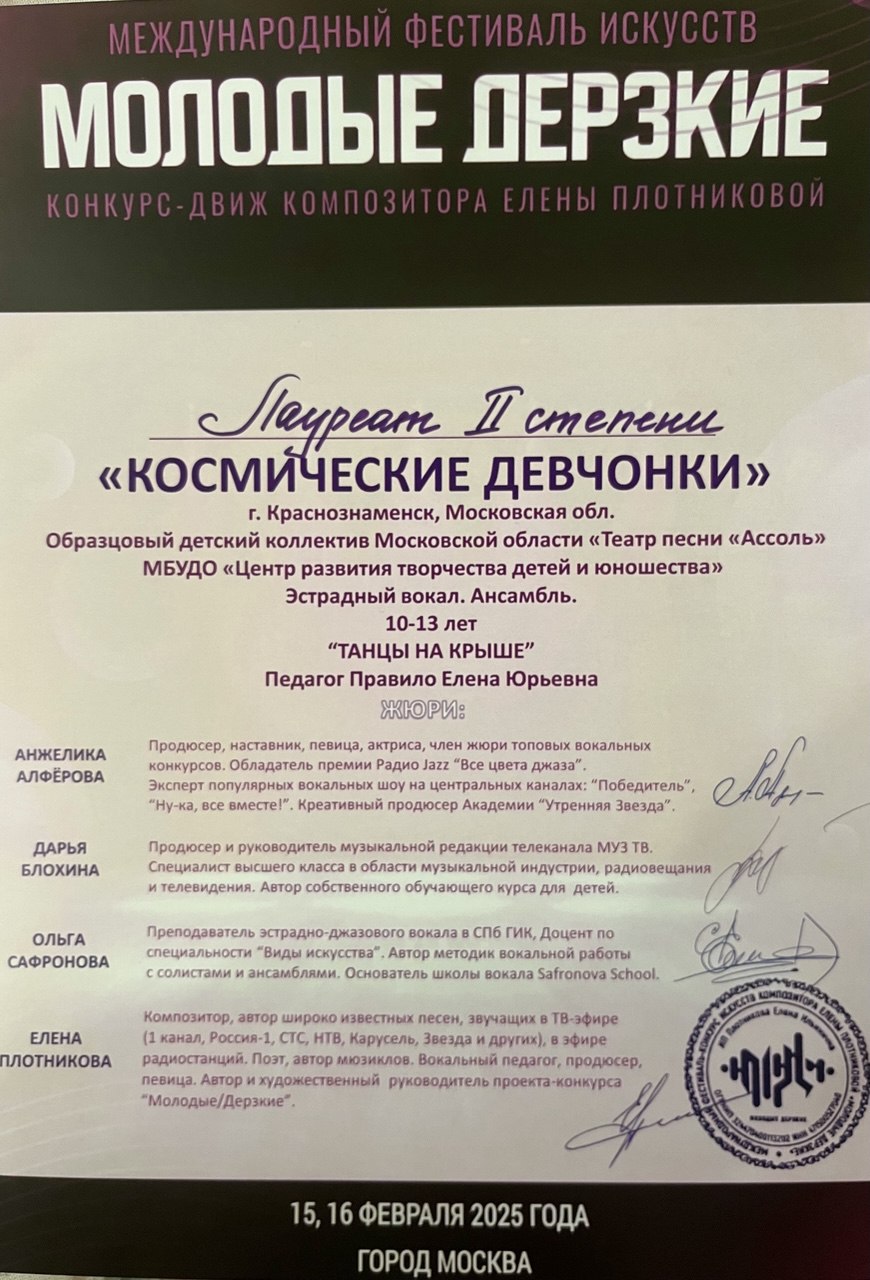 МЕЖДУНАРОДНЫЙ ФЕСТИВАЛЬ ИСКУССТВ
МОЛОДЫЕ ДЕРЗКИЕ
КОНКУРС-ДВИЖ КОМПОЗИТОРА ЕЛЕНЫ ПЛОТНИКОВОЙ
Лауреат II степени
«КОСМИЧЕСКИЕ ДЕВЧОНКИ»
г. Краснознаменск, Московская обл.
Образцовый детский коллектив Московской области «Театр песни «Ассоль»
МБУДО «Центр развития творчества детей и юношества»
Эстрадный вокал. Ансамбль.
10-13 лет
“ТАНЦЫ НА КРЫШЕ”
Педагог Правило Елена Юрьевна
ЖЮРИ:
АНЖЕЛИКА
АЛФЁРОВА
Продюсер, наставник, певица, актриса, член жюри топовых вокальных
конкурсов. Обладатель премии Радио Jazz “Все цвета джаза”.
Эксперт популярных вокальных шоу на центральных каналах: “Победитель”,
“Ну-ка, все вместе!”. Креативный продюсер Академии “Утренняя Звезда”.
ДАРЬЯ
БЛОХИНА
Продюсер и руководитель музыкальной редакции телеканала МУЗ ТВ.
Специалист высшего класса в области музыкальной индустрии, радиовещания
и телевидения. Автор собственного обучающего курса для детей.
ОЛЬГА
САФРОНОВА
Преподаватель эстрадно-джазового вокала в СПб ГИК, Доцент по
специальности “Виды искусства”. Автор методик вокальной работы
с солистами и ансамблями. Основатель школы вокала Safronova School.
ЕЛЕНА
ПЛОТНИКОВА
Композитор, автор широко известных песен, звучащих в ТВ-эфире
(1 канал, Россия-1, СТС, НТВ, Карусель, Звезда и других), в эфире
радиостанций. Поэт, автор мюзиклов. Вокальный педагог, продюсер,
певица. Автор и художественный руководитель проекта-конкурса
“Молодые/Дерзкие”.
15, 16 ФЕВРАЛЯ 2025 ГОДА
ГОРОД МОСКВА